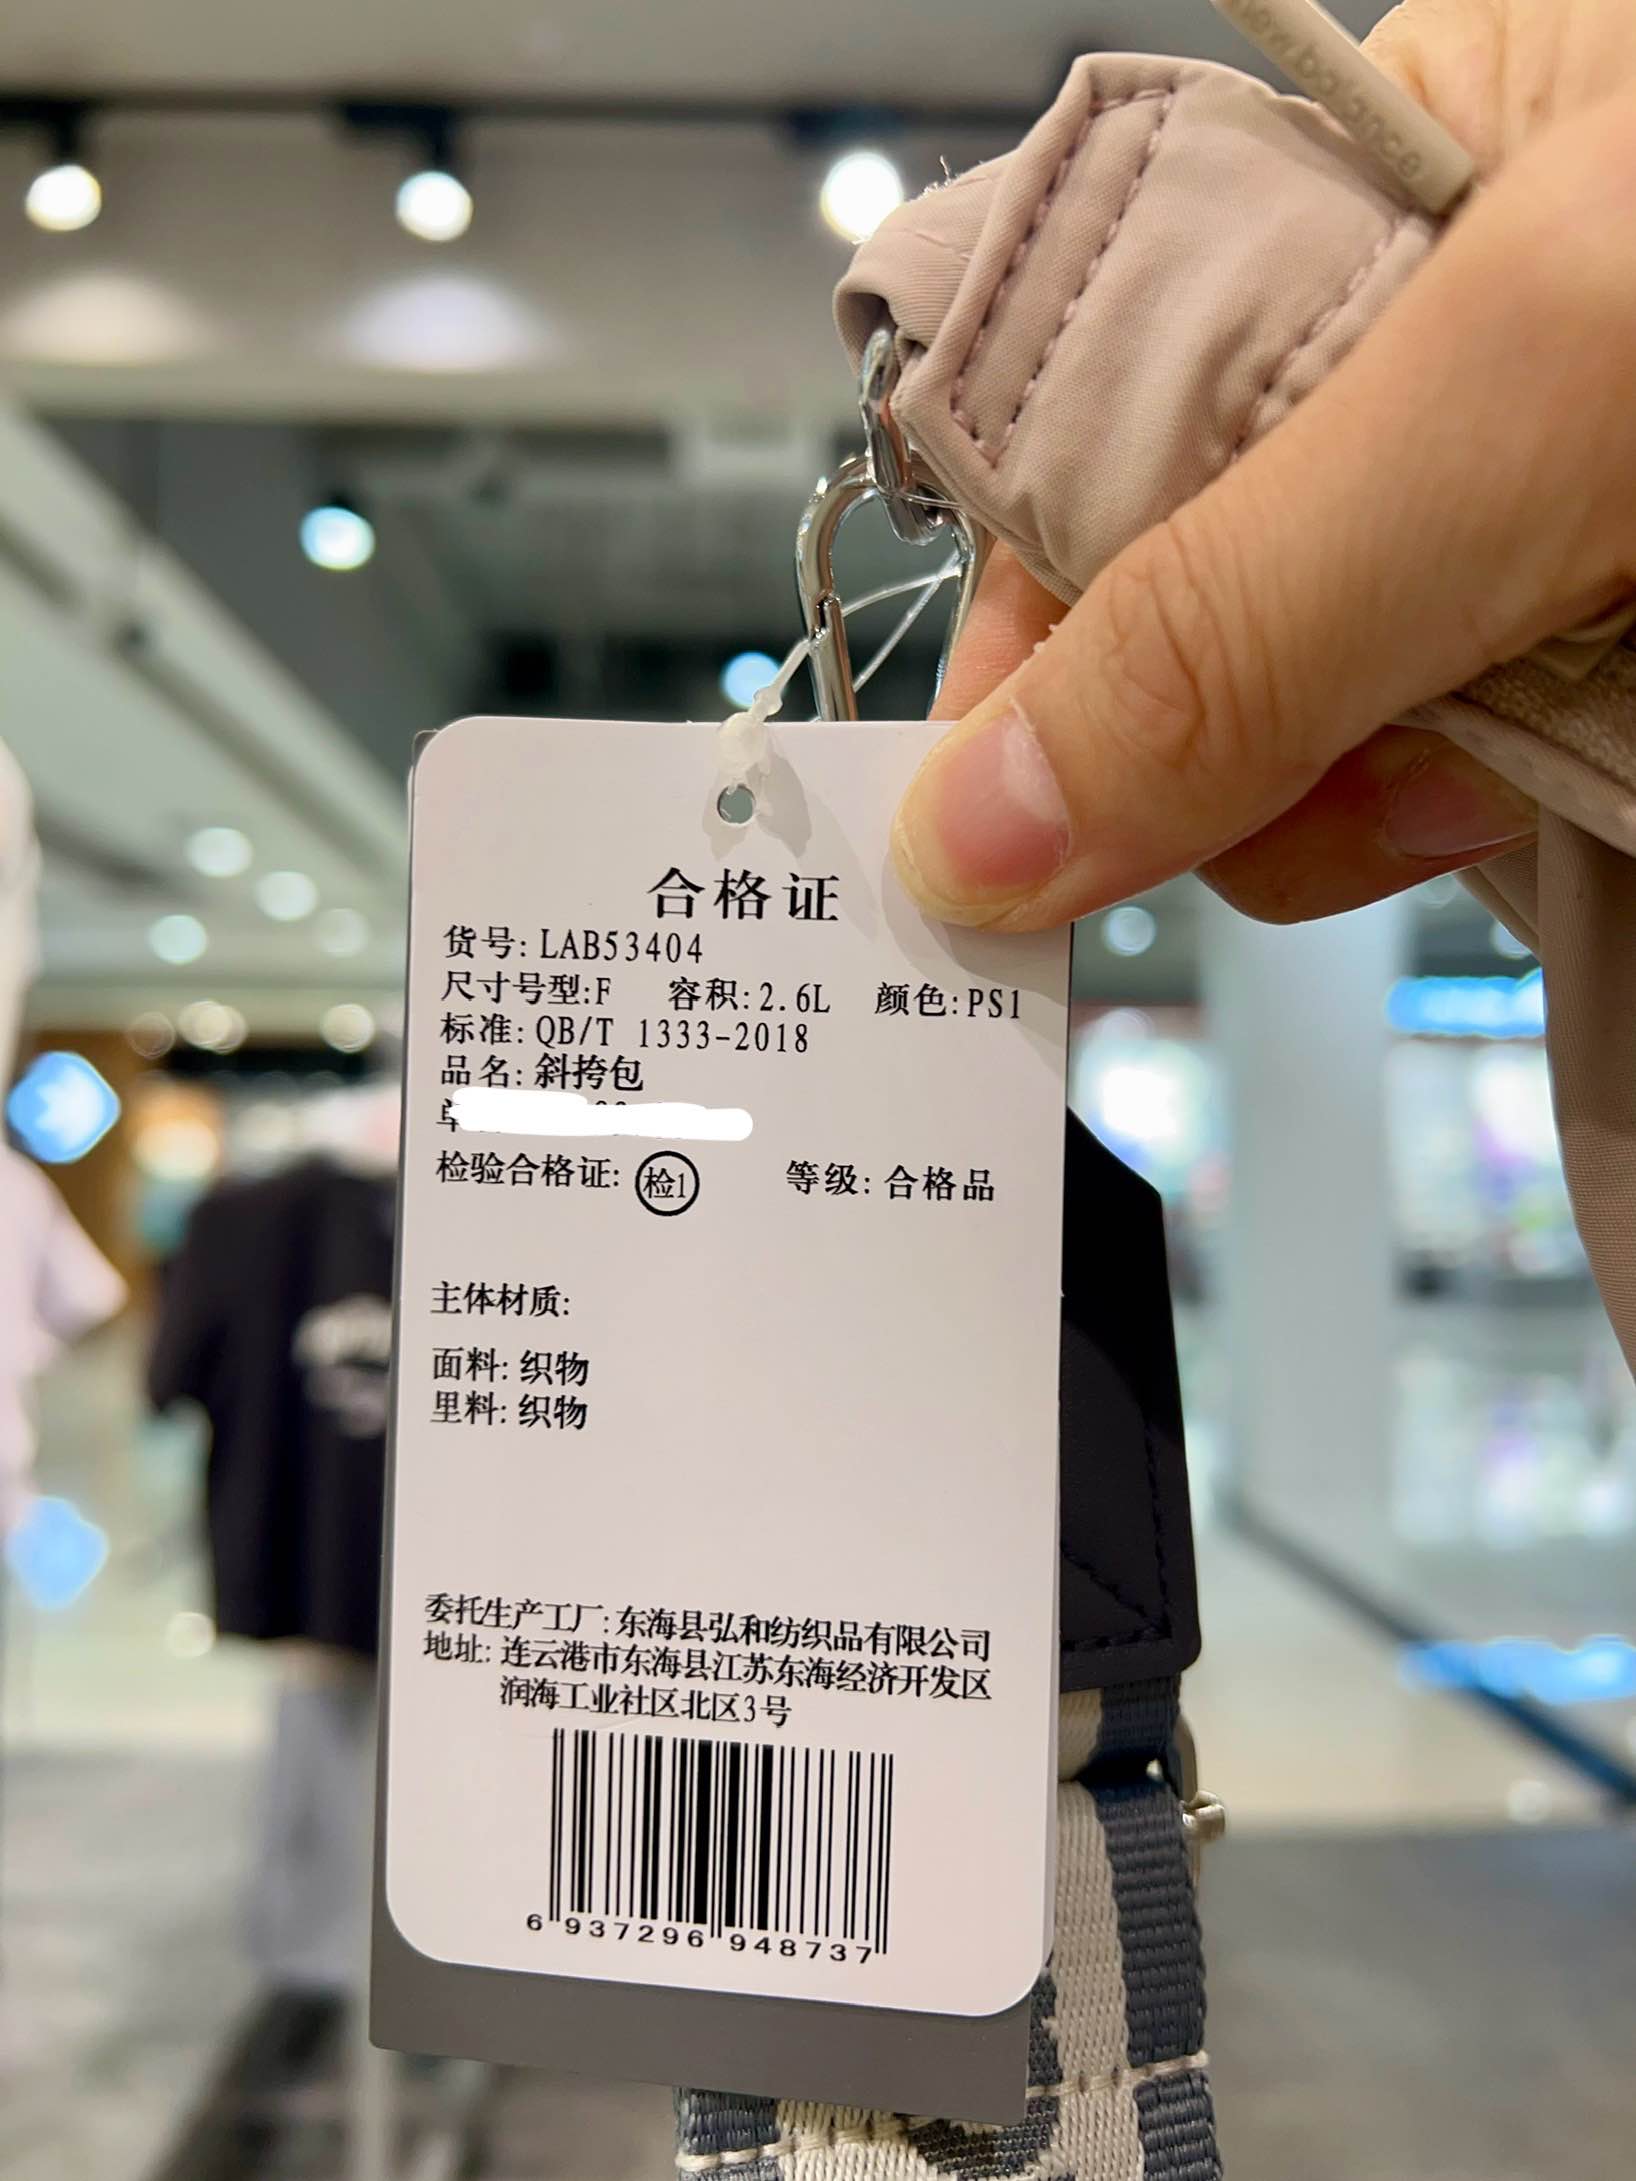 new balance
合格证
货号: LAB53404
尺寸号型:F 容积:2.6L 颜色:PS1
标准: QB/T 1333-2018
品名: 斜挎包
检验合格证: 检1 等级: 合格品
主体材质:
面料: 织物
里料: 织物
委托生产工厂: 东海县弘和纺织品有限公司
地址: 连云港市东海县江苏东海经济开发区
润海工业社区北区3号
6 937296 948737